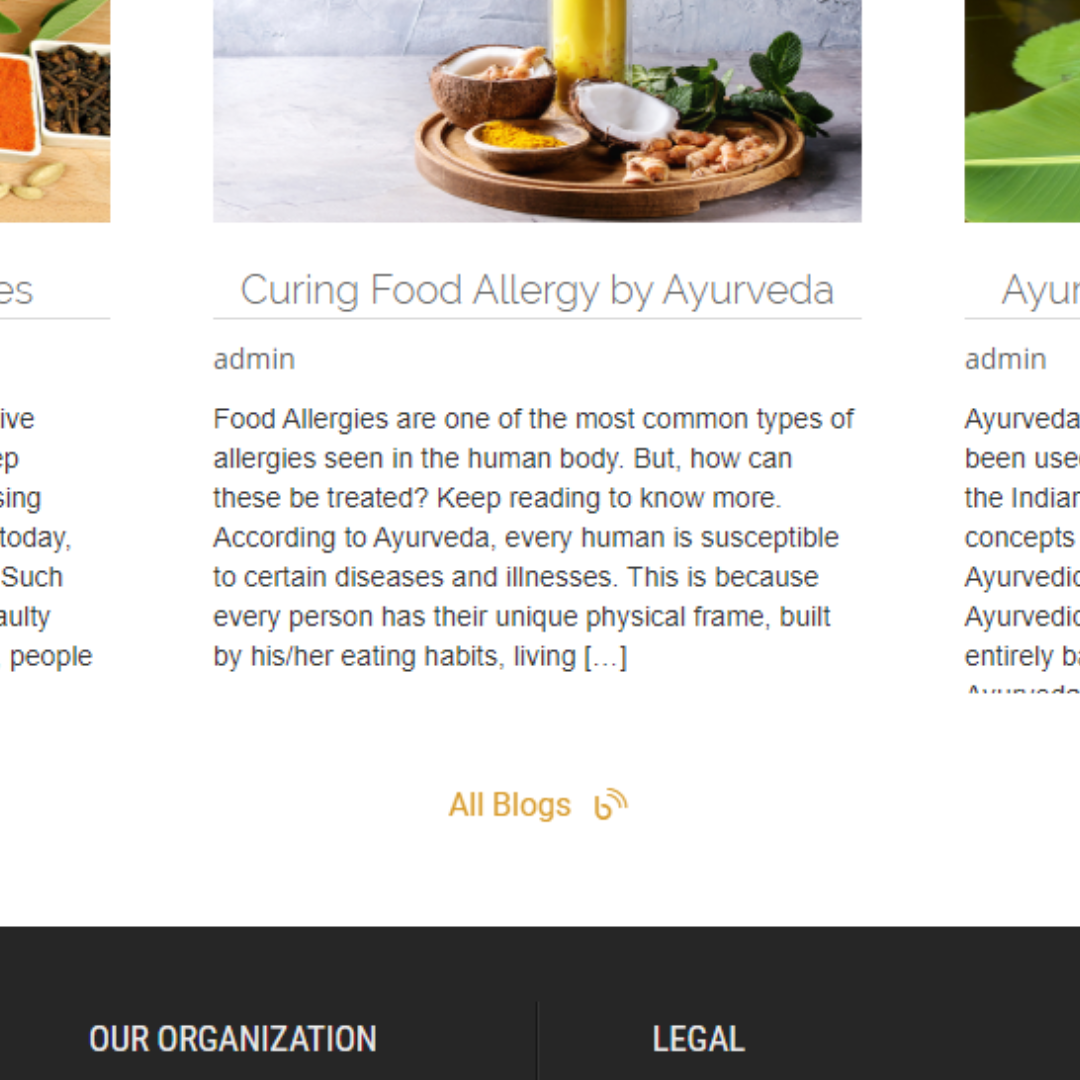 es
ive
ep
sing
today,
Such
aulty
people
Curing Food Allergy by Ayurveda
admin
Food Allergies are one of the most common types of
allergies seen in the human body. But, how can
these be treated? Keep reading to know more.
According to Ayurveda, every human is susceptible
to certain diseases and illnesses. This is because
every person has their unique physical frame, built
by his/her eating habits, living [...]
Ayur
admin
Ayurveda
been used
the Indian
concepts
Ayurvedic
Ayurvedic
entirely ba
All Blogs
OUR ORGANIZATION
LEGAL